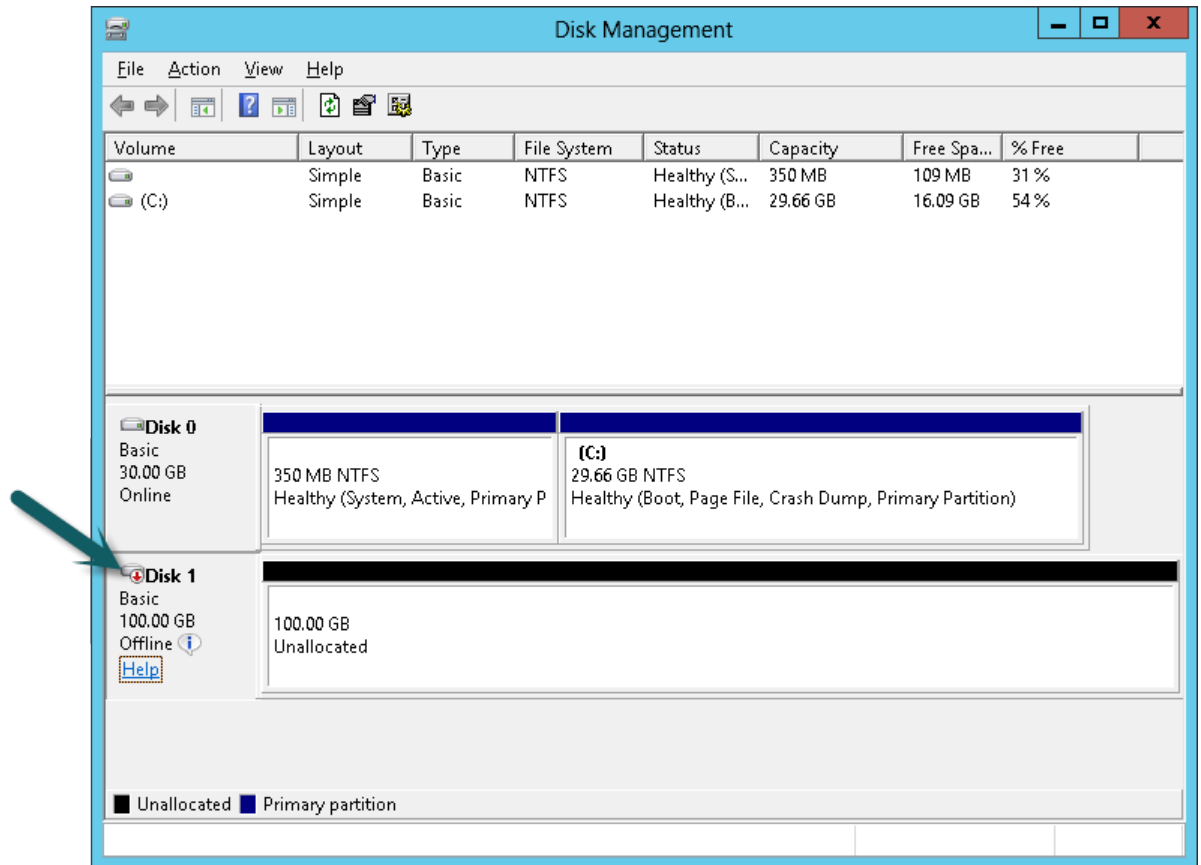 Disk Management
File Action View Help
Volume Layout Type File System Status Capacity Free Spa... % Free
Simple Basic NTFS Healthy (S... 350 MB 109 MB 31 %
(C:) Simple Basic NTFS Healthy (B... 29.66 GB 16.09 GB 54 %
Disk 0
Basic
30.00 GB
Online
350 MB NTFS
Healthy (System, Active, Primary P
(C:)
29.66 GB NTFS
Healthy (Boot, Page File, Crash Dump, Primary Partition)
Disk 1
Basic
100.00 GB
Offline
Help
100.00 GB
Unallocated
Unallocated Primary partition